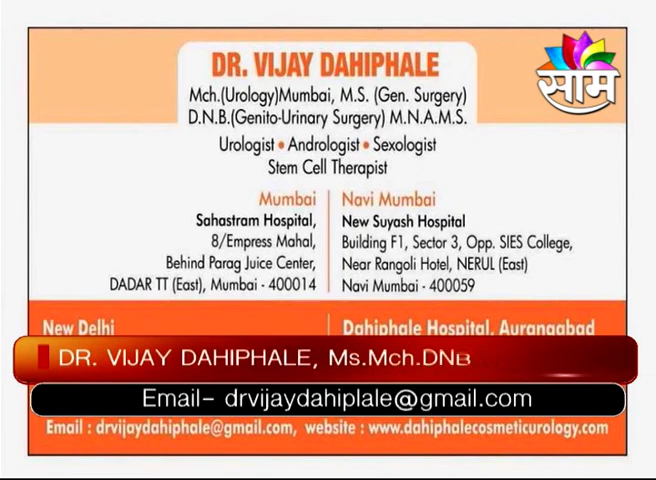 DR. VIJAY DAHIPHALE
Mch.(Urology)Mumbai, M.S. (Gen. Surgery)
D.N.B.(Genito-Urinary Surgery) M.N.A.M.S.
Urologist • Andrologist • Sexologist
Stem Cell Therapist
साम
Mumbai
Sahastram Hospital,
8/Empress Mahal,
Behind Parag Juice Center,
DADAR TT (East), Mumbai - 400014
Navi Mumbai
New Suyash Hospital
Building F1, Sector 3, Opp. SIES College,
Near Rangoli Hotel, NERUL (East)
Navi Mumbai - 400059
New Delhi
Dahiphale Hospital, Aurangabad
DR. VIJAY DAHIPHALE, Ms.Mch.DNB
Email- drvijaydahiplale@gmail.com
Email : drvijaydahiphale@gmail.com, website : www.dahiphalecosmeticurology.com